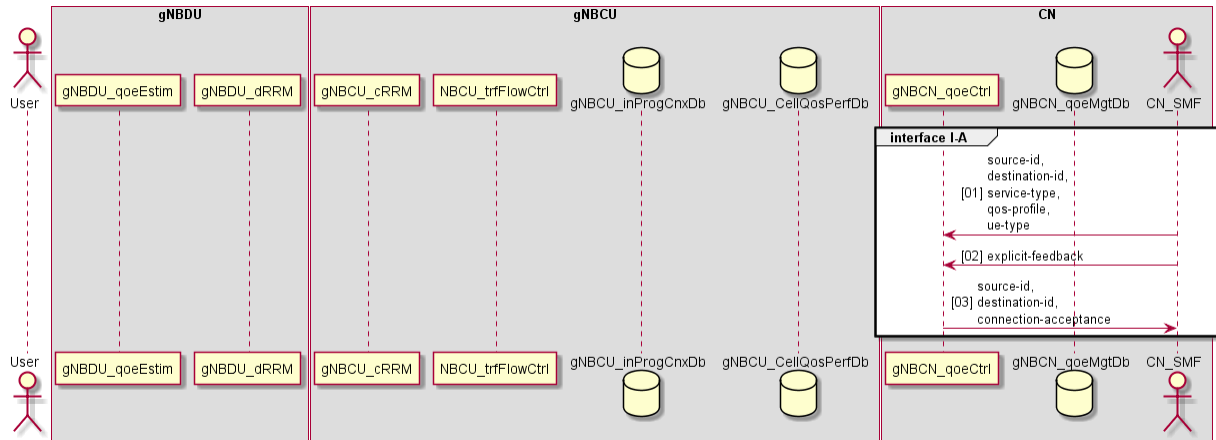 gNBDU
gNBCU
CN
User
gNBDU_qoeEstim
gNBDU_dRRM
gNBCU_cRRM
NBCU_trfFlowCtrl
gNBCU_inProgCnxDb
gNBCU_CellQosPerfDb
gNBCN_qoeCtrl
gNBCN_qoeMgtDb
CN_SMF
interface I-A
source-id,
destination-id,
[01] service-type,
qos-profile,
ue-type
[02] explicit-feedback
source-id,
[03] destination-id,
connection-acceptance
User
gNBDU_qoeEstim
gNBDU_dRRM
gNBCU_cRRM
NBCU_trfFlowCtrl
gNBCU_inProgCnxDb
gNBCU_CellQosPerfDb
gNBCN_qoeCtrl
gNBCN_qoeMgtDb
CN_SMF